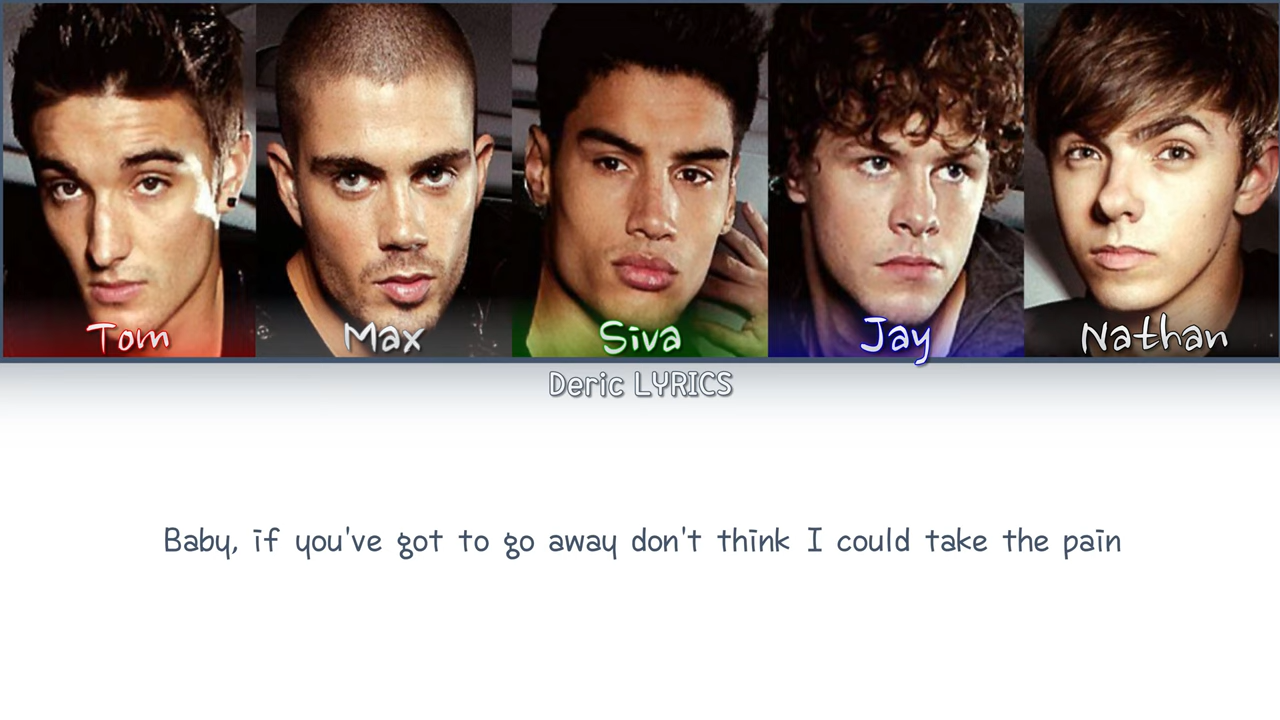 Tom
Max
Siva
Jay
Nathan
Deric LYRICS
Baby, if you've got to go away don't think I could take the pain